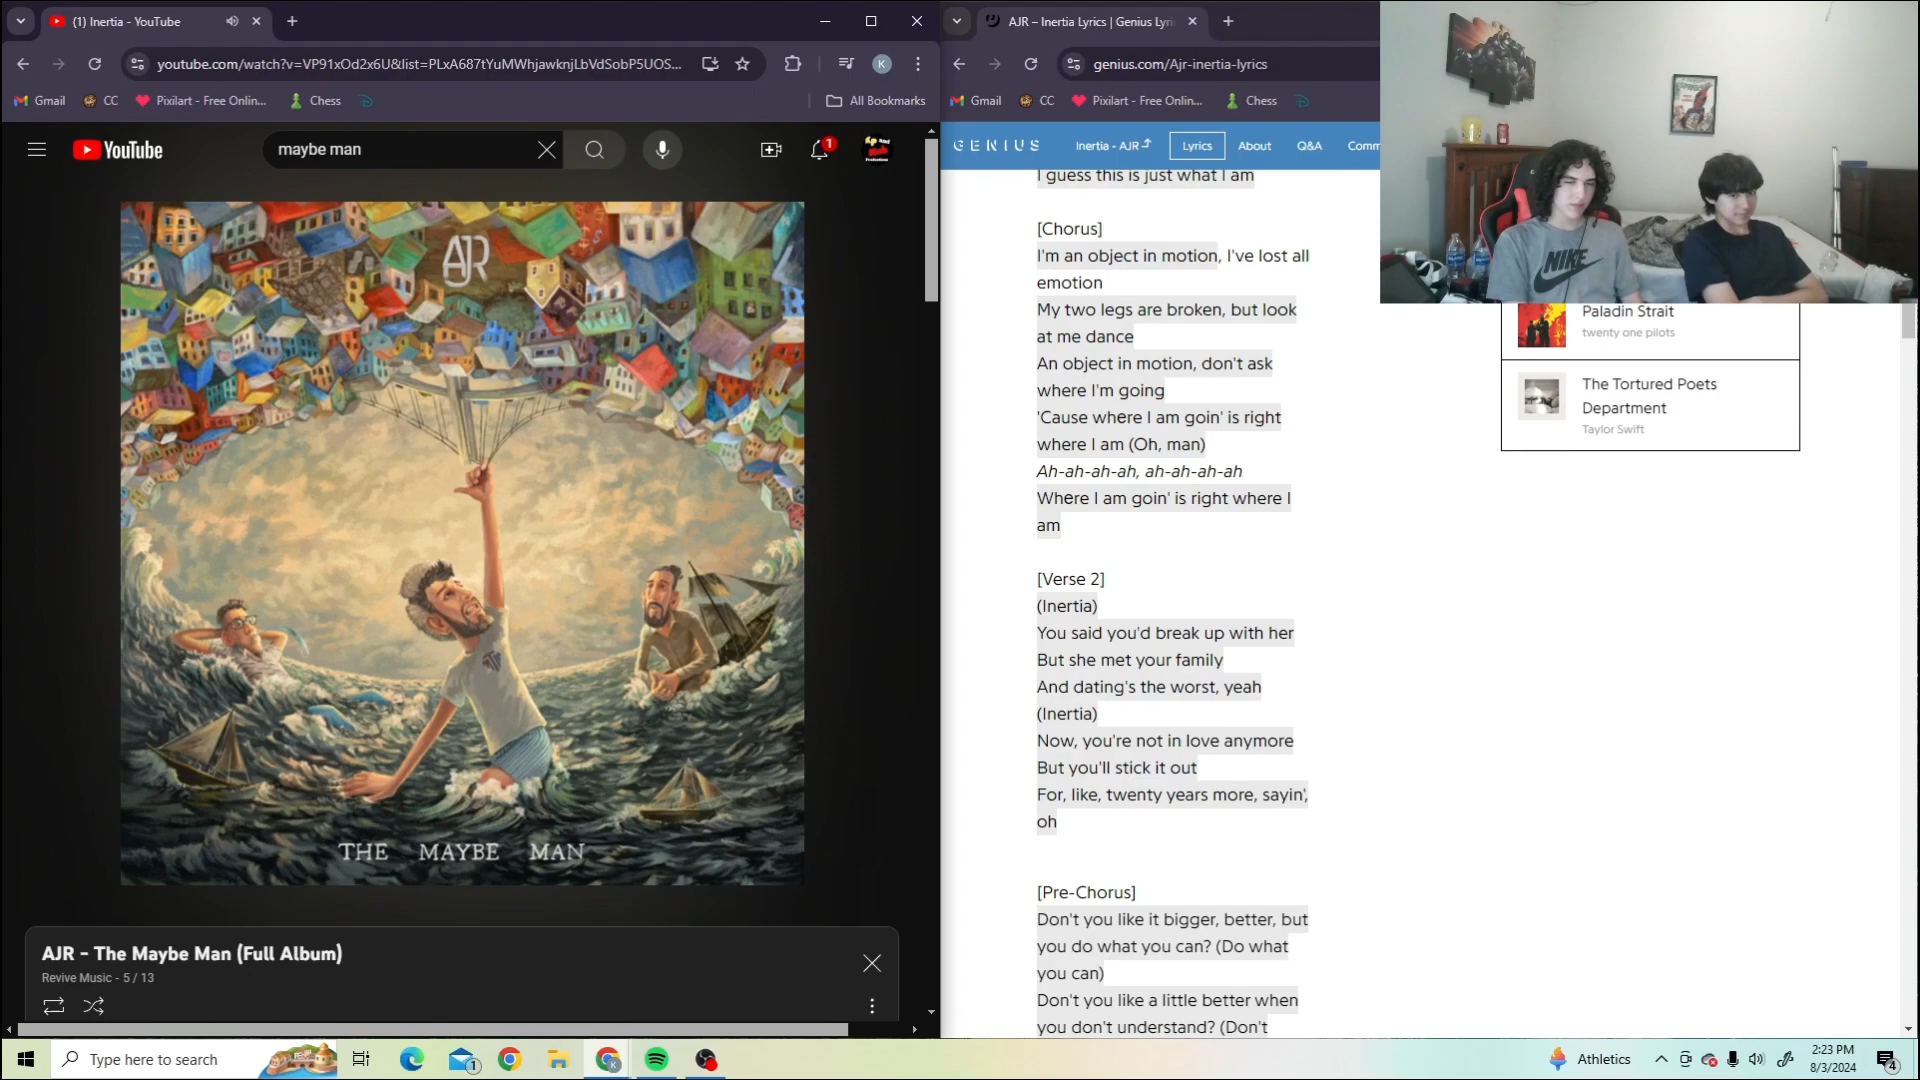 (1) Inertia - YouTube
youtube.com/watch?v=VP91xOd2x6U&list=PLxA687tYuMWhjawknjLbVdSobP5UOS...
K
Gmail
CC
Pixilart - Free Onlin...
Chess
All Bookmarks
YouTube
maybe man
1
AJR
THE MAYBE MAN
AJR - The Maybe Man (Full Album)
Revive Music - 5 / 13
AJR – Inertia Lyrics | Genius Lyri
genius.com/Ajr-inertia-lyrics
Gmail
CC
Pixilart - Free Onlin...
Chess
GENIUS
Inertia - AJR
Lyrics
About
Q&A
Comm
I guess this is just what I am
[Chorus]
I'm an object in motion, I've lost all
emotion
My two legs are broken, but look
at me dance
An object in motion, don't ask
where I'm going
'Cause where I am goin' is right
where I am (Oh, man)
Ah-ah-ah-ah, ah-ah-ah-ah
Where I am goin' is right where I
am
[Verse 2]
(Inertia)
You said you'd break up with her
But she met your family
And dating's the worst, yeah
(Inertia)
Now, you're not in love anymore
But you'll stick it out
For, like, twenty years more, sayin',
oh
[Pre-Chorus]
Don't you like it bigger, better, but
you do what you can? (Do what
you can)
Don't you like a little better when
you don't understand? (Don't
NIKE
Paladin Strait
twenty one pilots
The Tortured Poets
Department
Taylor Swift
Type here to search
1
K
Athletics
2:23 PM
8/3/2024
4